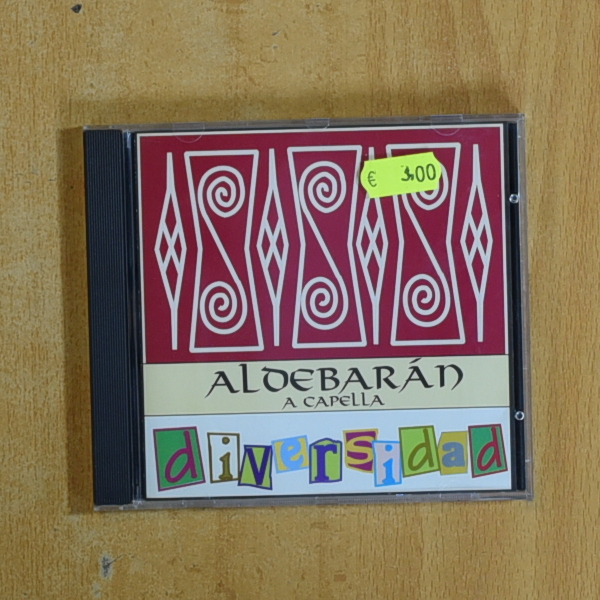 € 3.00
ALDEBARÁN
A CAPELLA
diversidad